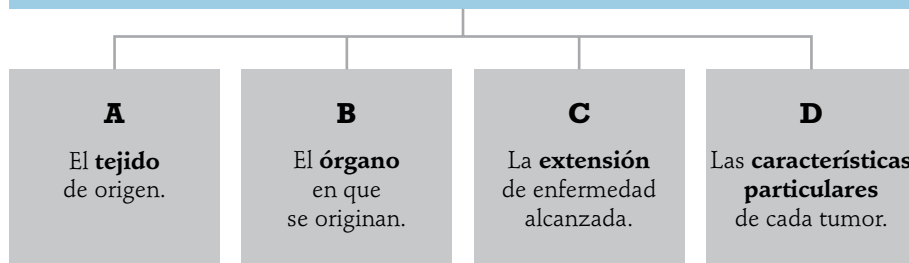 A
El tejido
de origen.
B
El órgano
en que
se originan.
C
La extensión
de enfermedad
alcanzada.
D
Las características
particulares
de cada tumor.